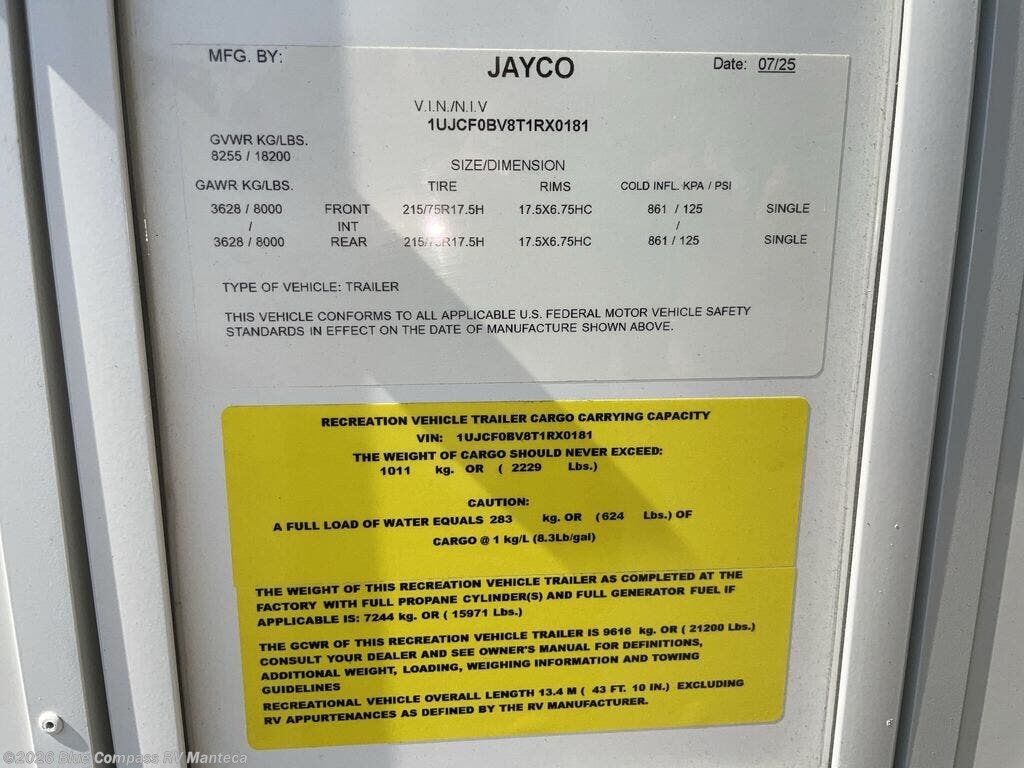 MFG. BY: JAYCO Date: 07/25
V.I.N./N.I.V
1UJCF0BV8T1RX0181
GVWR KG/LBS.
8255 / 18200
SIZE/DIMENSION
GAWR KG/LBS. TIRE RIMS COLD INFL. KPA / PSI
3628 / 8000 FRONT 215/75R17.5H 17.5X6.75HC 861 / 125 SINGLE
/ INT /
3628 / 8000 REAR 215/75R17.5H 17.5X6.75HC 861 / 125 SINGLE
TYPE OF VEHICLE: TRAILER
THIS VEHICLE CONFORMS TO ALL APPLICABLE U.S. FEDERAL MOTOR VEHICLE SAFETY
STANDARDS IN EFFECT ON THE DATE OF MANUFACTURE SHOWN ABOVE.
RECREATION VEHICLE TRAILER CARGO CARRYING CAPACITY
VIN: 1UJCF0BV8T1RX0181
THE WEIGHT OF CARGO SHOULD NEVER EXCEED:
1011 kg. OR ( 2229 Lbs.)
CAUTION:
A FULL LOAD OF WATER EQUALS 283 kg. OR (624 Lbs.) OF
CARGO @ 1 kg/L (8.3Lb/gal)
THE WEIGHT OF THIS RECREATION VEHICLE TRAILER AS COMPLETED AT THE
FACTORY WITH FULL PROPANE CYLINDER(S) AND FULL GENERATOR FUEL IF
APPLICABLE IS: 7244 kg. OR ( 15971 Lbs.)
THE GCWR OF THIS RECREATION VEHICLE TRAILER IS 9616 kg. OR ( 21200 Lbs.)
CONSULT YOUR DEALER AND SEE OWNER'S MANUAL FOR DEFINITIONS,
ADDITIONAL WEIGHT, LOADING, WEIGHING INFORMATION AND TOWING
GUIDELINES
RECREATIONAL VEHICLE OVERALL LENGTH 13.4 M ( 43 FT. 10 IN.) EXCLUDING
RV APPURTENANCES AS DEFINED BY THE RV MANUFACTURER.
©2026 Blue Compass RV Manteca